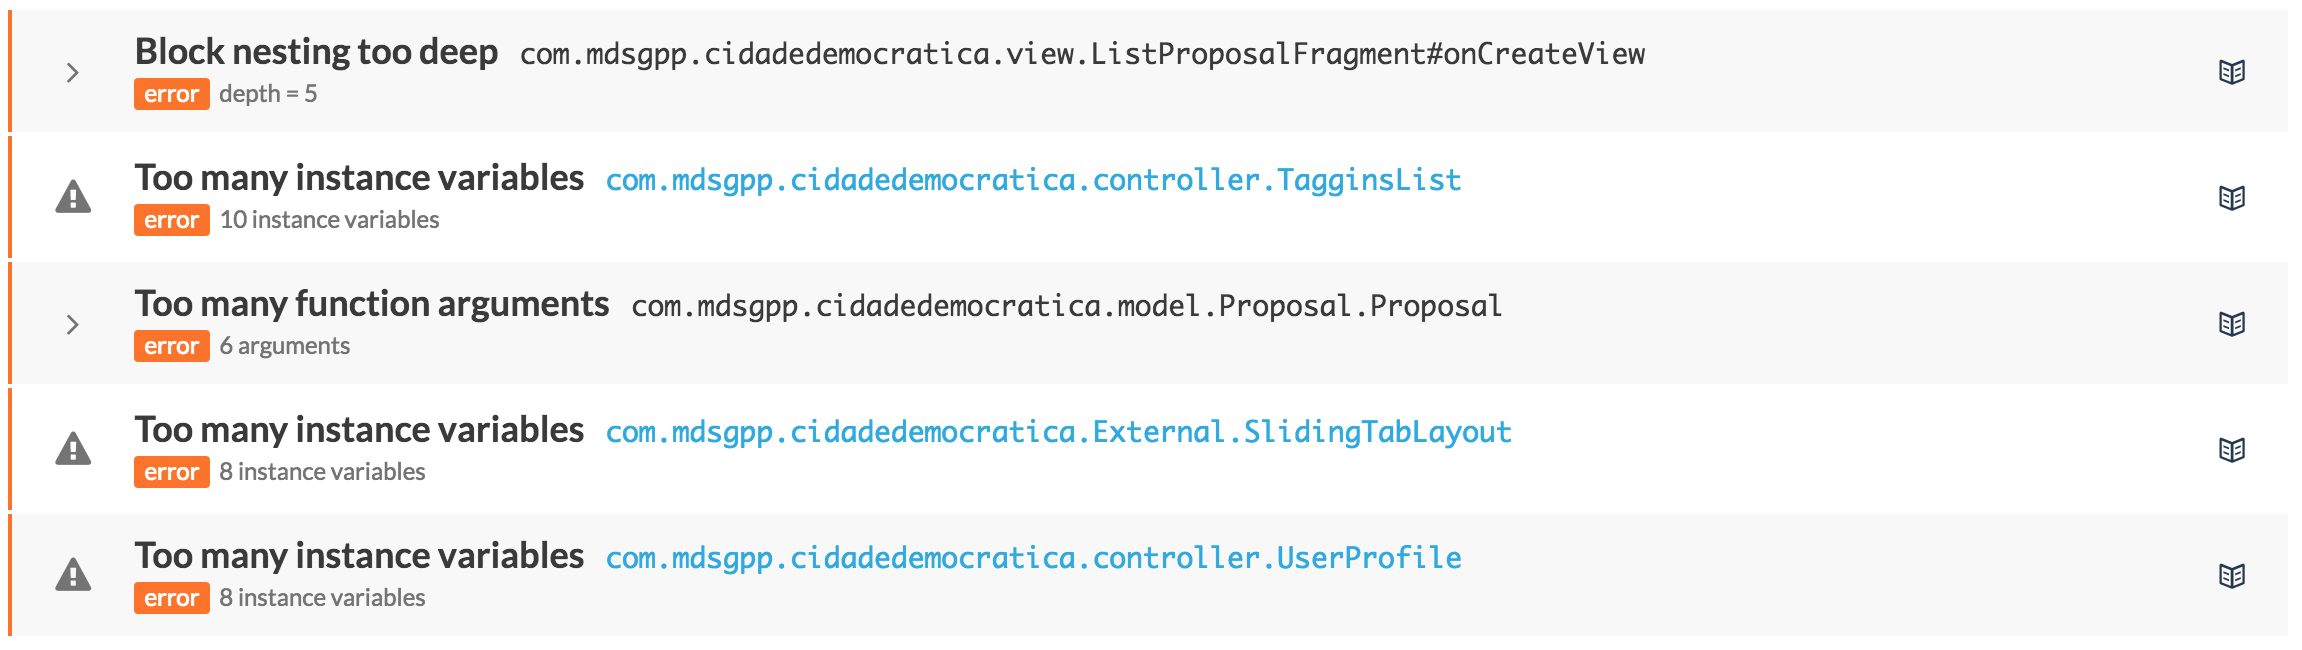 Block nesting too deep com.mdsgpp.cidadedemocratica.view.ListProposalFragment#onCreateView
error depth = 5
Too many instance variables com.mdsgpp.cidadedemocratica.controller.TagginsList
error 10 instance variables
Too many function arguments com.mdsgpp.cidadedemocratica.model.Proposal.Proposal
error 6 arguments
Too many instance variables com.mdsgpp.cidadedemocratica.External.SlidingTabLayout
error 8 instance variables
Too many instance variables com.mdsgpp.cidadedemocratica.controller.UserProfile
error 8 instance variables